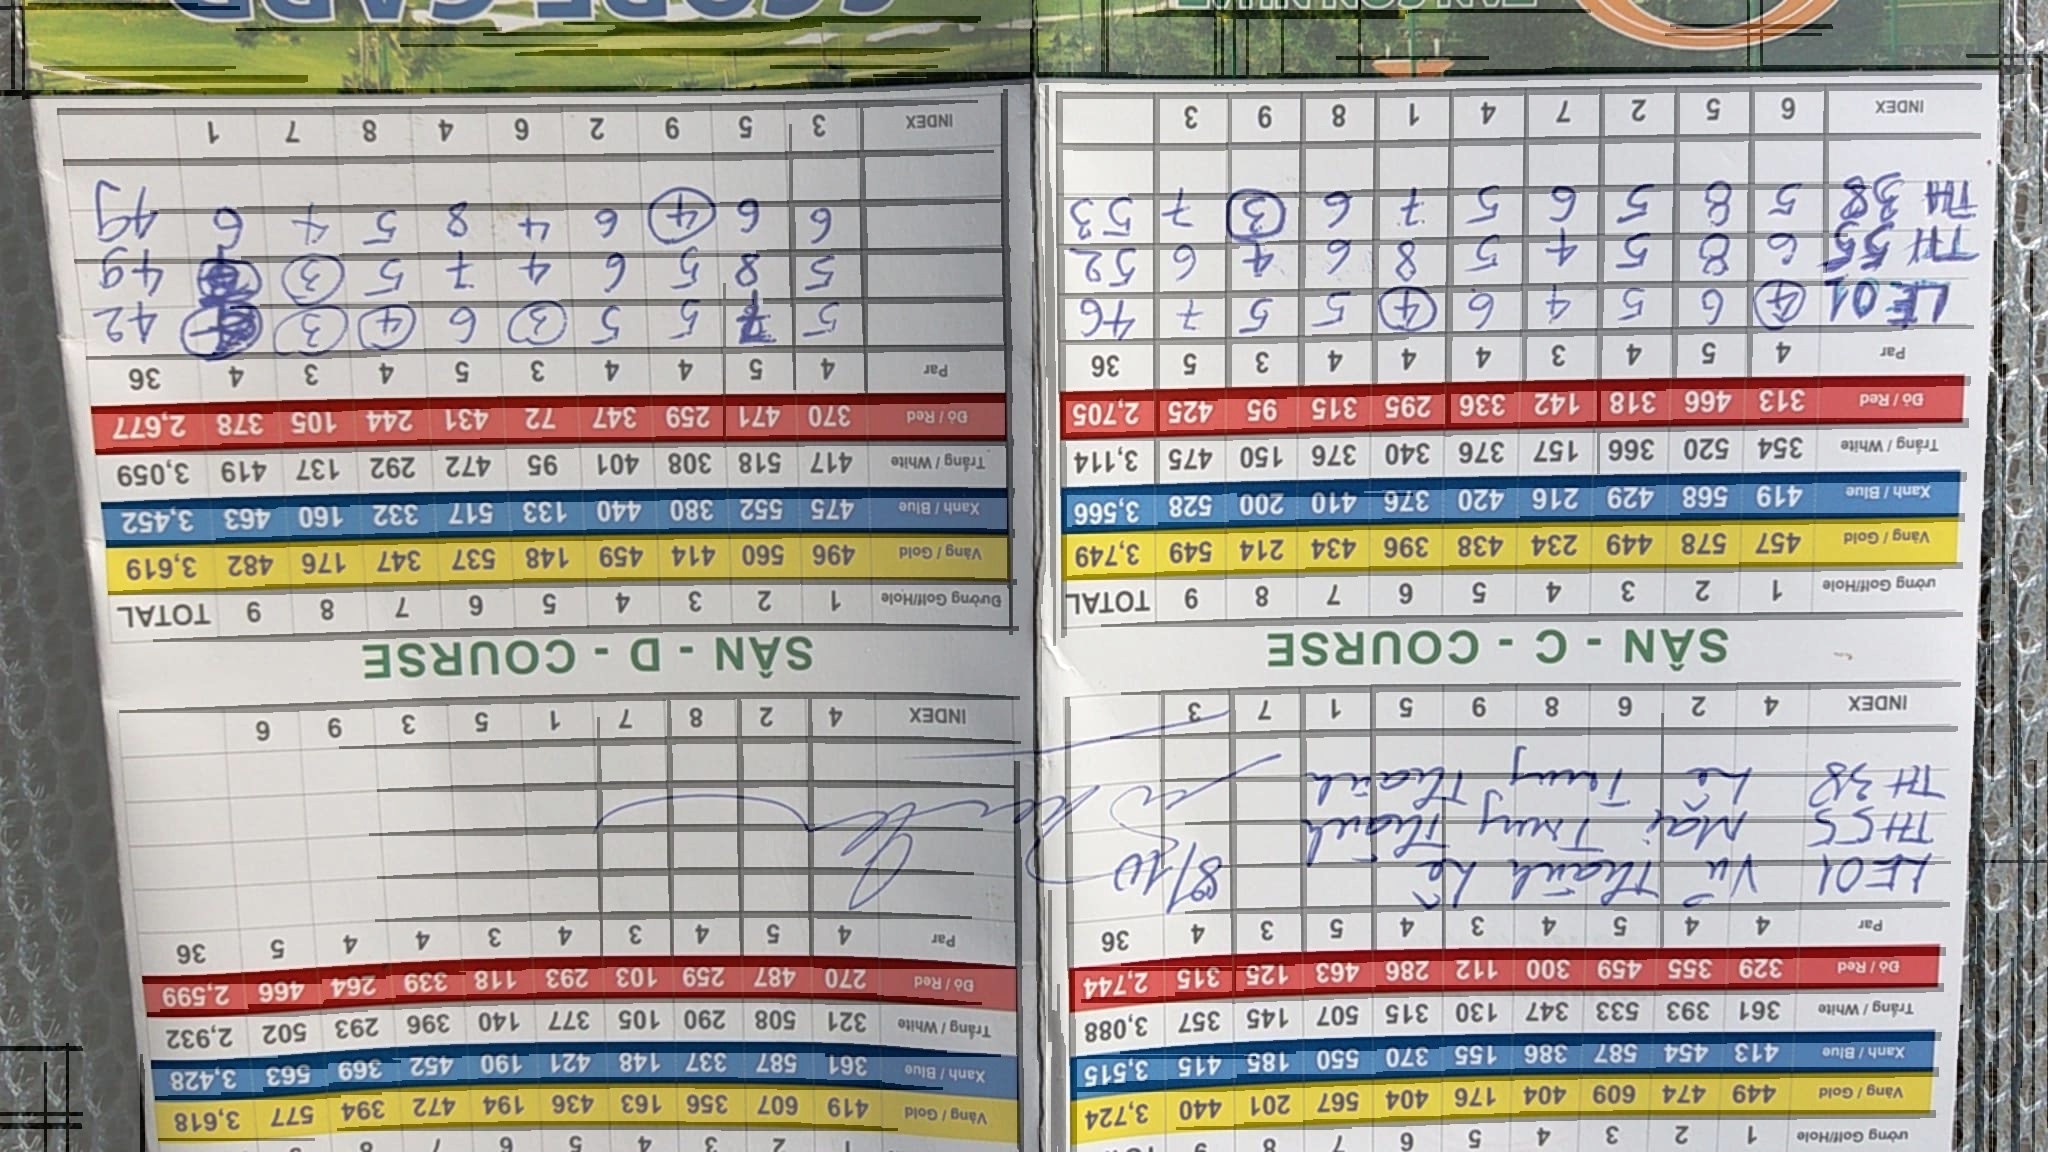 ường Golf/Hole 1 2 3 4 5 6 7 8 9
Vàng / Gold 449 474 609 404 176 404 567 201 440 3,724
Xanh / Blue 413 454 587 386 155 370 550 185 415 3,515
Trắng / White 361 393 533 347 130 315 507 145 357 3,088
Đỏ / Red 329 355 459 300 112 286 463 125 315 2,744
Par 4 4 5 4 3 4 5 3 4 36
LE01 Vũ Thành Lê 8/10
TH55 Mai Trung Thành
TH38 Lê Trung Thành
INDEX 4 2 6 8 9 5 1 7 3
1 2 3 4 5 6 7 8 9
Vàng / Gold 419 607 356 163 436 194 472 394 577 3,618
Xanh / Blue 361 587 337 148 421 190 452 369 563 3,428
Trắng / White 321 508 290 105 377 140 396 293 502 2,932
Đỏ / Red 270 487 259 103 293 118 339 264 466 2,599
Par 4 5 4 3 4 3 4 4 5 36
INDEX 4 2 8 7 1 5 3 9 6
SÂN - C - COURSE
ường Golf/Hole 1 2 3 4 5 6 7 8 9 TOTAL
Vàng / Gold 457 578 449 234 438 396 434 214 549 3,749
Xanh / Blue 419 568 429 216 420 376 410 200 528 3,566
Trắng / White 354 520 366 157 376 340 376 150 475 3,114
Đỏ / Red 313 466 318 142 336 295 315 95 425 2,705
Par 4 5 4 3 4 4 4 3 5 36
LE01 4 6 5 4 6 4 5 5 7 46
TH 55 6 8 5 4 5 8 6 4 6 52
TH 38 5 8 5 6 5 7 6 3 7 53
INDEX 6 5 2 7 4 1 8 9 3
SÂN - D - COURSE
Đường Golf/Hole 1 2 3 4 5 6 7 8 9 TOTAL
Vàng / Gold 496 560 414 459 148 537 347 176 482 3,619
Xanh / Blue 475 552 380 440 133 517 332 160 463 3,452
Trắng / White 417 518 308 401 95 472 292 137 419 3,059
Đỏ / Red 370 471 259 347 72 431 244 105 378 2,677
Par 4 5 4 4 3 5 4 3 4 36
5 7 5 5 3 6 4 3 4 42
5 8 5 6 4 7 5 3 49
6 6 4 6 4 8 5 4 6 49
INDEX 3 5 9 2 6 4 8 7 1
SCORE CARD